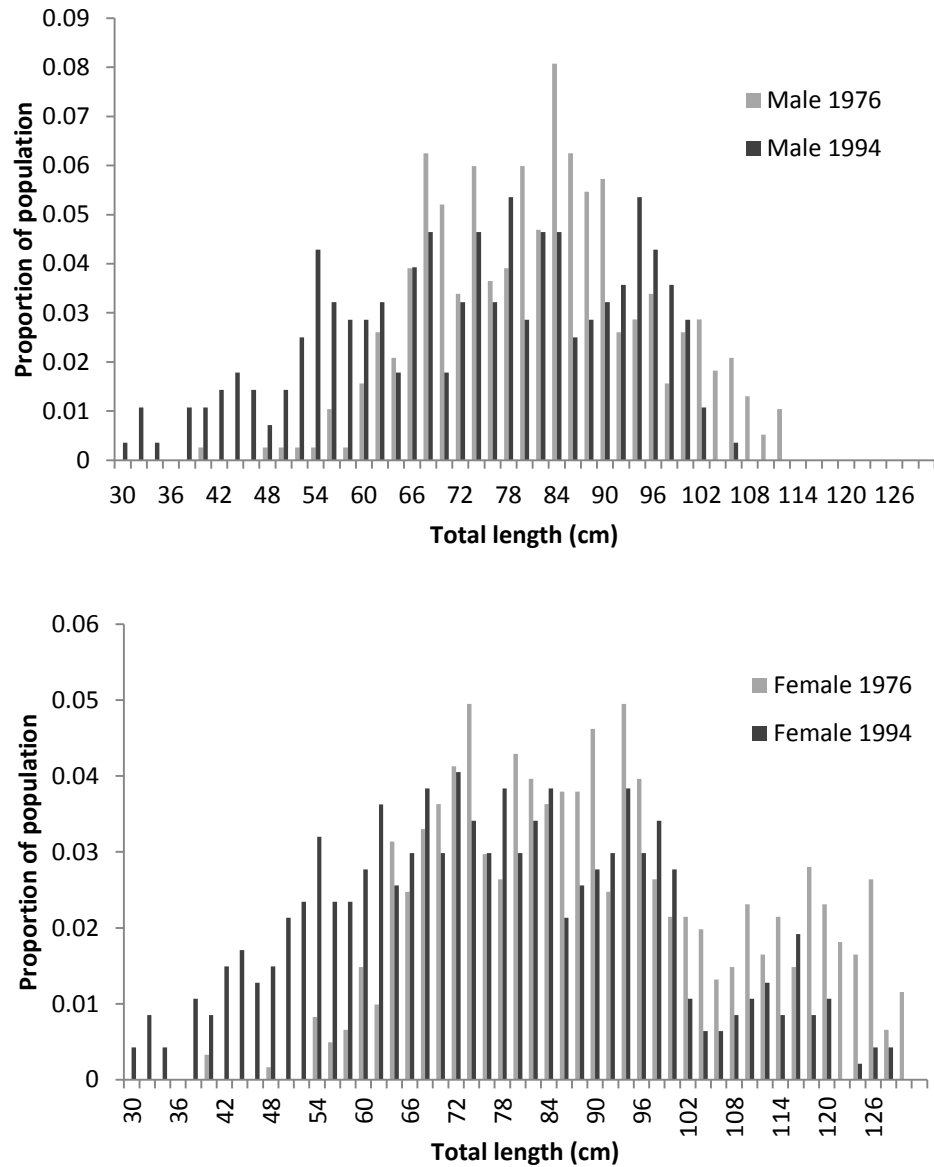 0.09
0.08
0.07
0.06
0.05
0.04
0.03
0.02
0.01
0
Proportion of population
Male 1976
Male 1994
30 36 42 48 54 60 66 72 78 84 90 96 102 108 114 120 126
Total length (cm)
0.06
0.05
0.04
0.03
0.02
0.01
0
Proportion of population
Female 1976
Female 1994
30 36 42 48 54 60 66 72 78 84 90 96 102 108 114 120 126
Total length (cm)